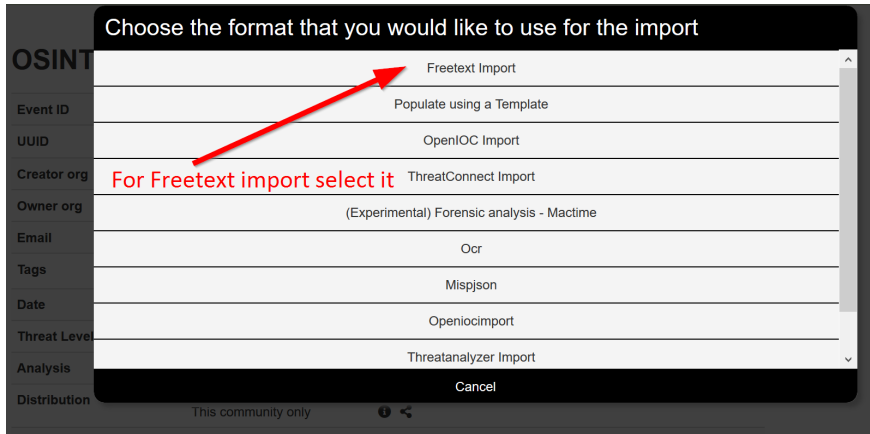 Choose the format that you would like to use for the import
OSINT
Freetext Import
Event ID
Populate using a Template
UUID
OpenIOC Import
Creator org
For Freetext import select it
ThreatConnect Import
Owner org
(Experimental) Forensic analysis - Mactime
Email
Ocr
Tags
Mispjson
Date
Openiocimport
Threat Level
Threatanalyzer Import
Analysis
Cancel
Distribution
This community only